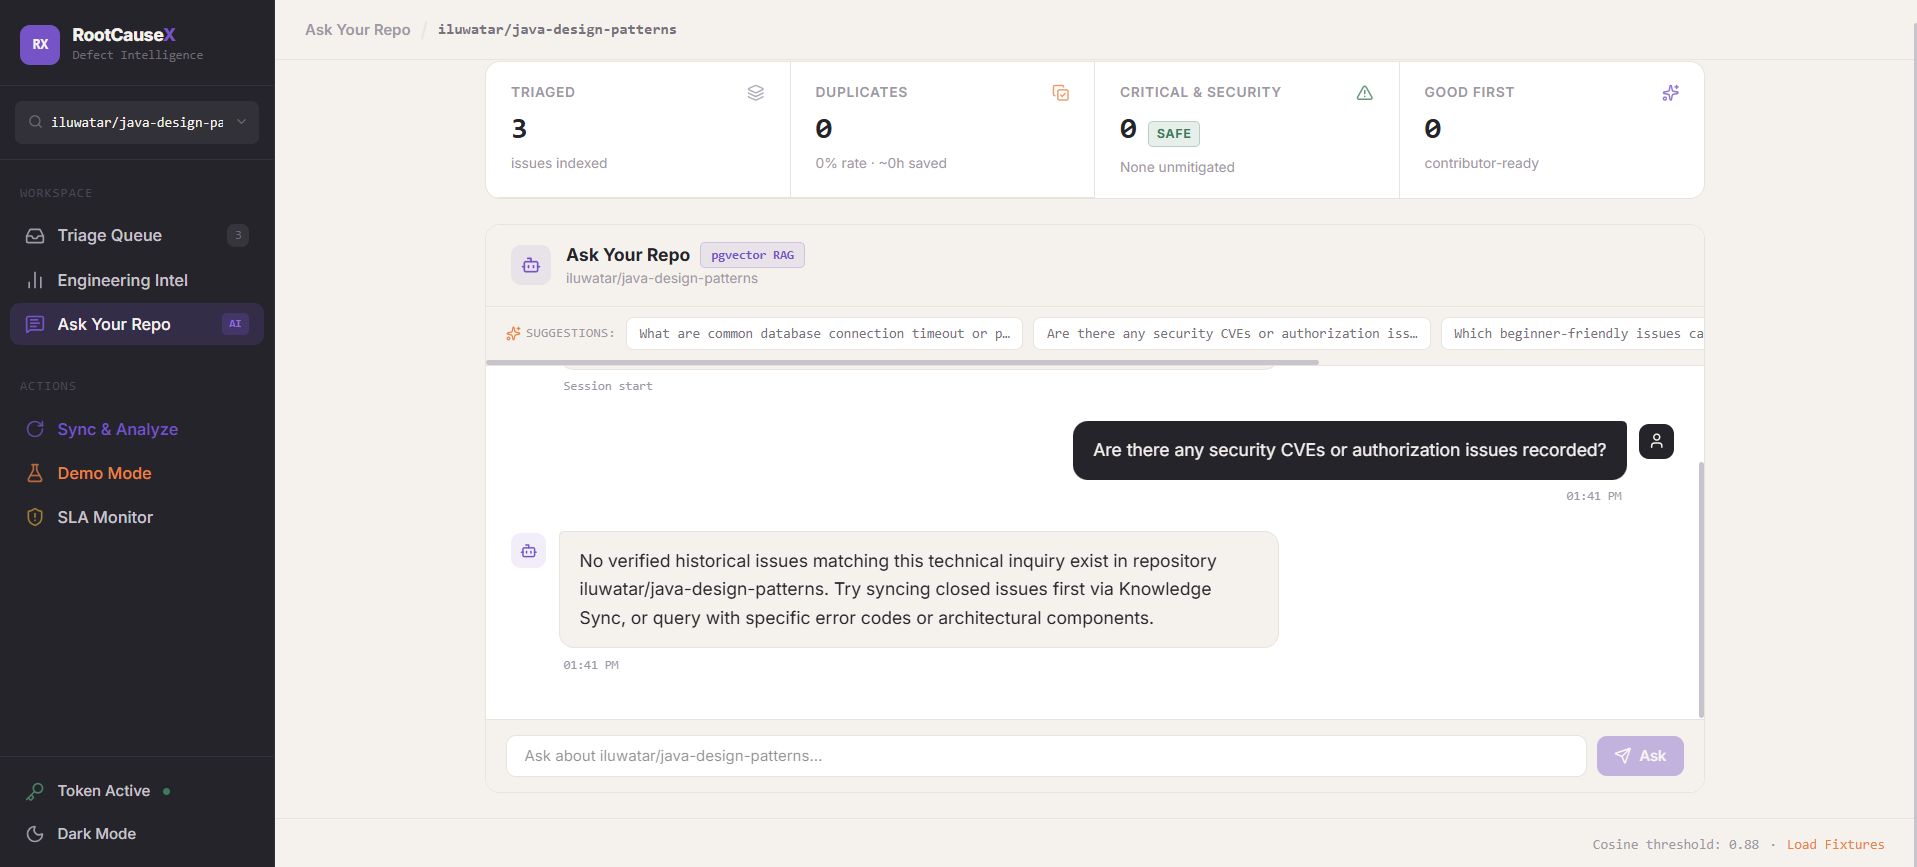 RX
RootCauseX
Defect Intelligence
iluwatar/java-design-pa
WORKSPACE
Triage Queue 3
Engineering Intel
Ask Your Repo AI
ACTIONS
Sync & Analyze
Demo Mode
SLA Monitor
Token Active
Dark Mode
Ask Your Repo / iluwatar/java-design-patterns
TRIAGED
3
issues indexed
DUPLICATES
0
0% rate · ~0h saved
CRITICAL & SECURITY
0 SAFE
None unmitigated
GOOD FIRST
0
contributor-ready
Ask Your Repo pgvector RAG
iluwatar/java-design-patterns
SUGGESTIONS: What are common database connection timeout or p… Are there any security CVEs or authorization iss… Which beginner-friendly issues ca
Session start
Are there any security CVEs or authorization issues recorded?
01:41 PM
No verified historical issues matching this technical inquiry exist in repository
iluwatar/java-design-patterns. Try syncing closed issues first via Knowledge
Sync, or query with specific error codes or architectural components.
01:41 PM
Ask about iluwatar/java-design-patterns...
Ask
Cosine threshold: 0.88 · Load Fixtures